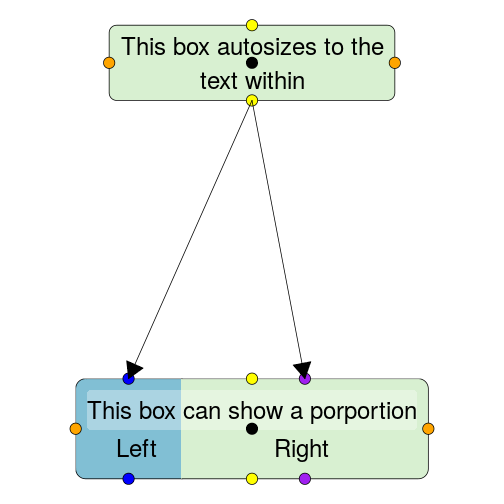 This box autosizes to the
text within
This box can show a porportion
Left Right